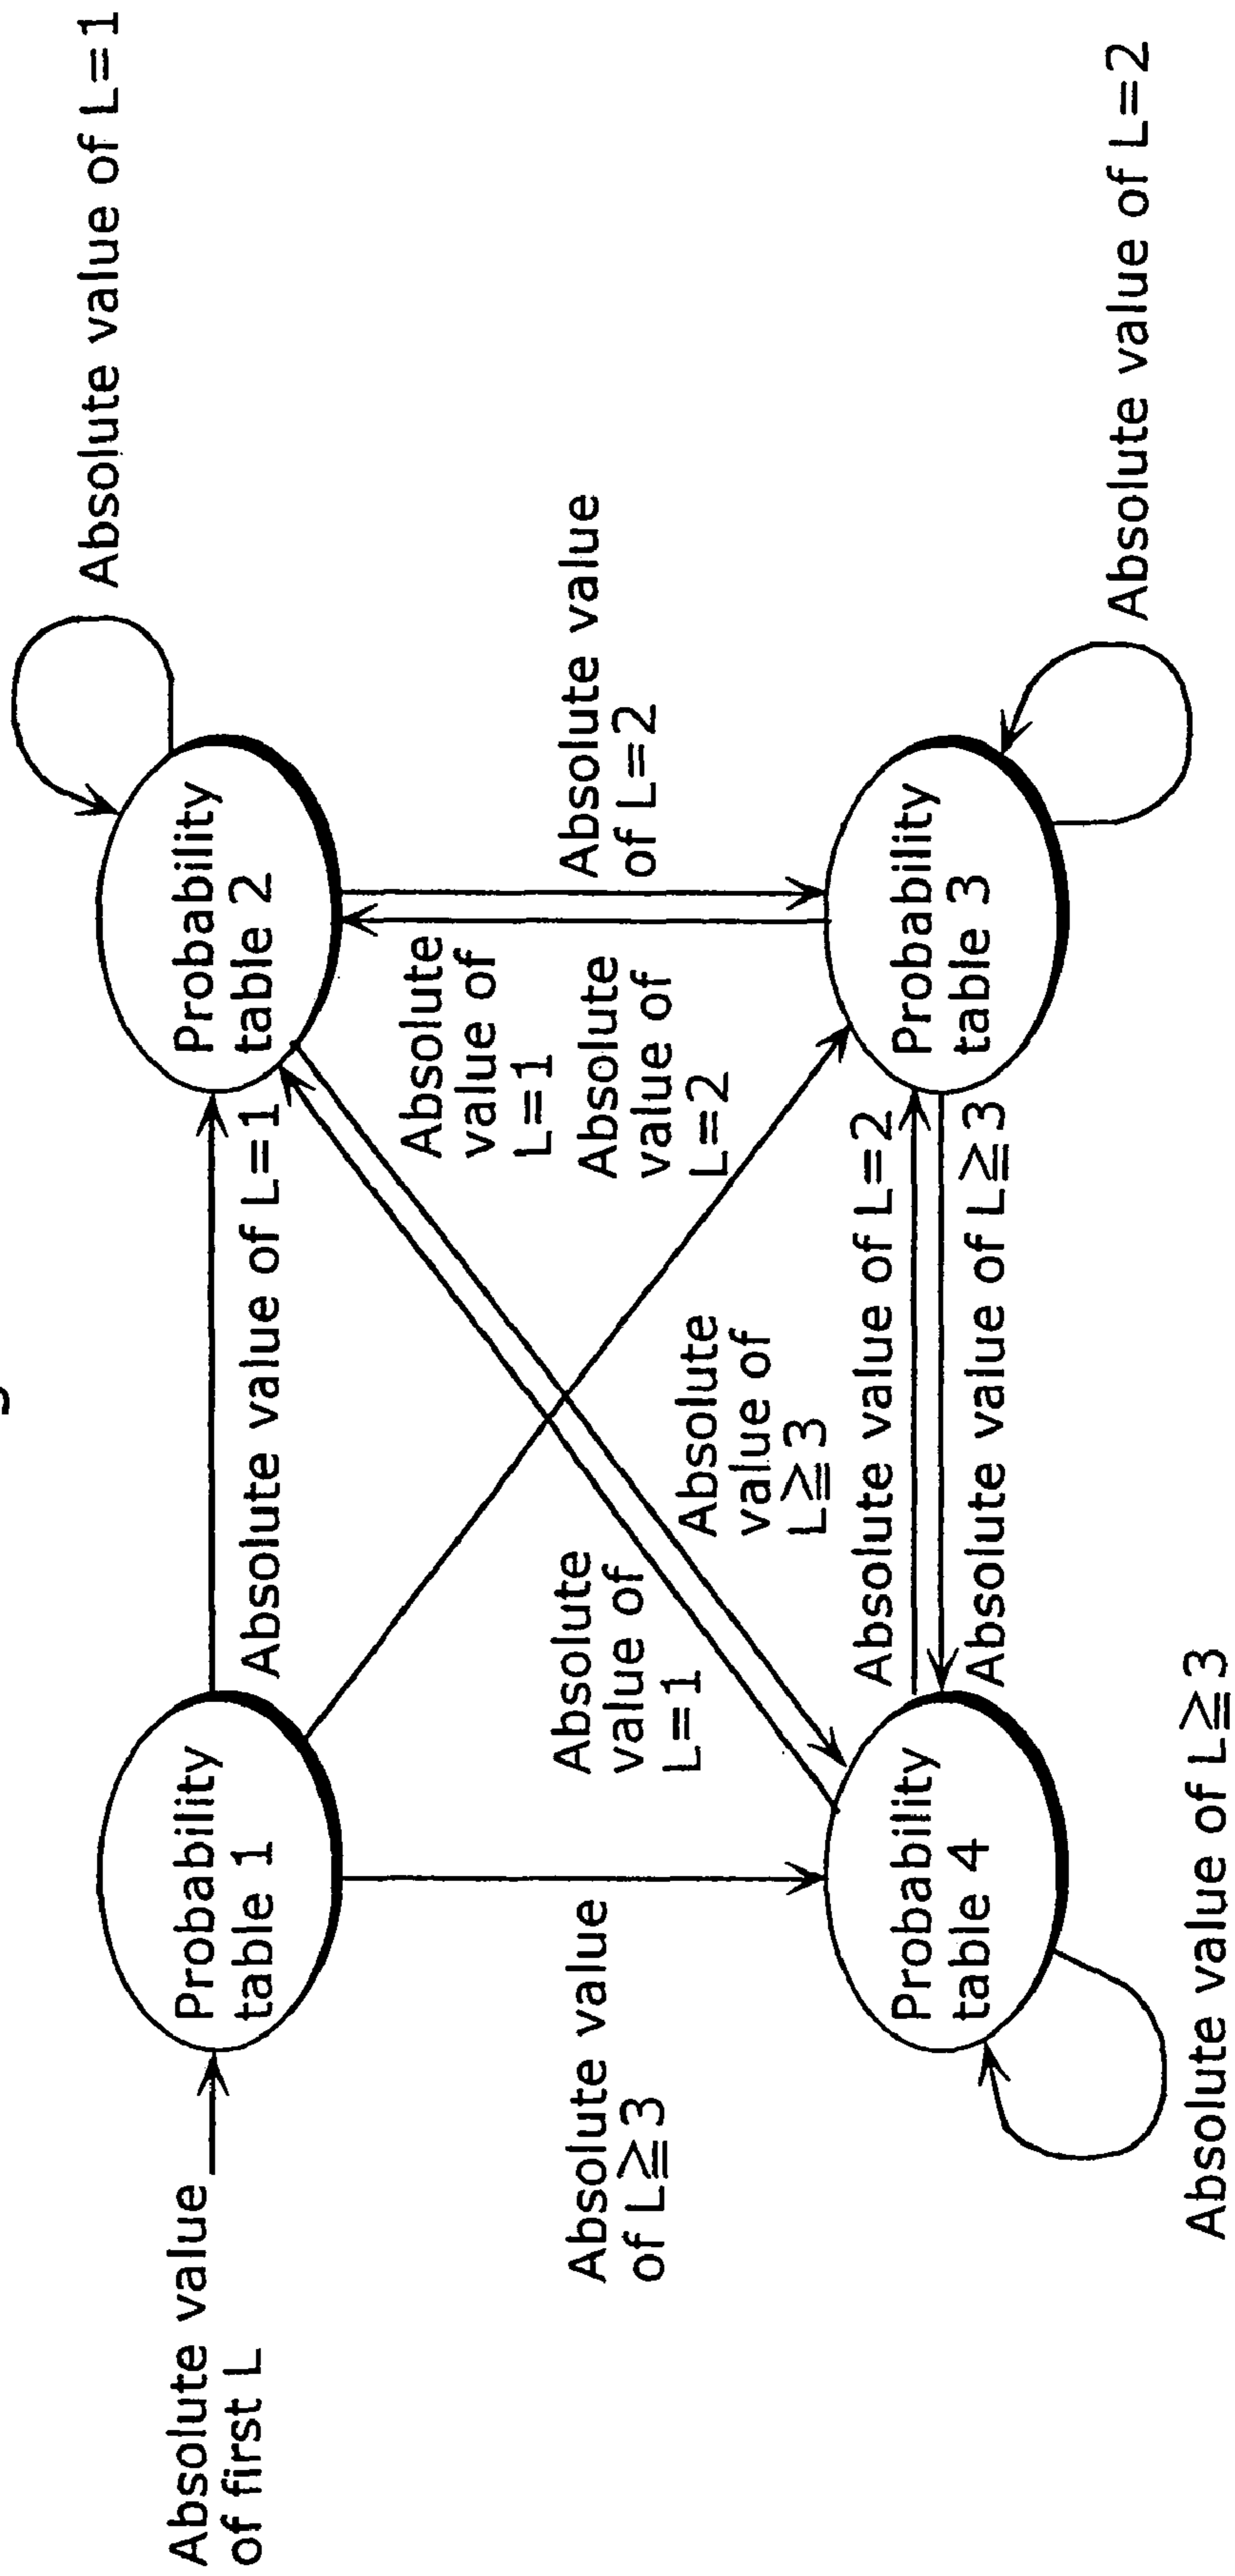 Absolute value
of first L
Probability
table 1
Absolute value of L=1
Probability
table 2
Absolute value of L=1
Absolute value
of L≧3
Absolute
value of
L=1
Absolute
value of
L≧3
Absolute
value of
L=1
Absolute
value of
L=2
Absolute value
of L=2
Probability
table 4
Absolute value of L=2
Absolute value of L≧3
Probability
table 3
Absolute value of L≧3
Absolute value of L=2